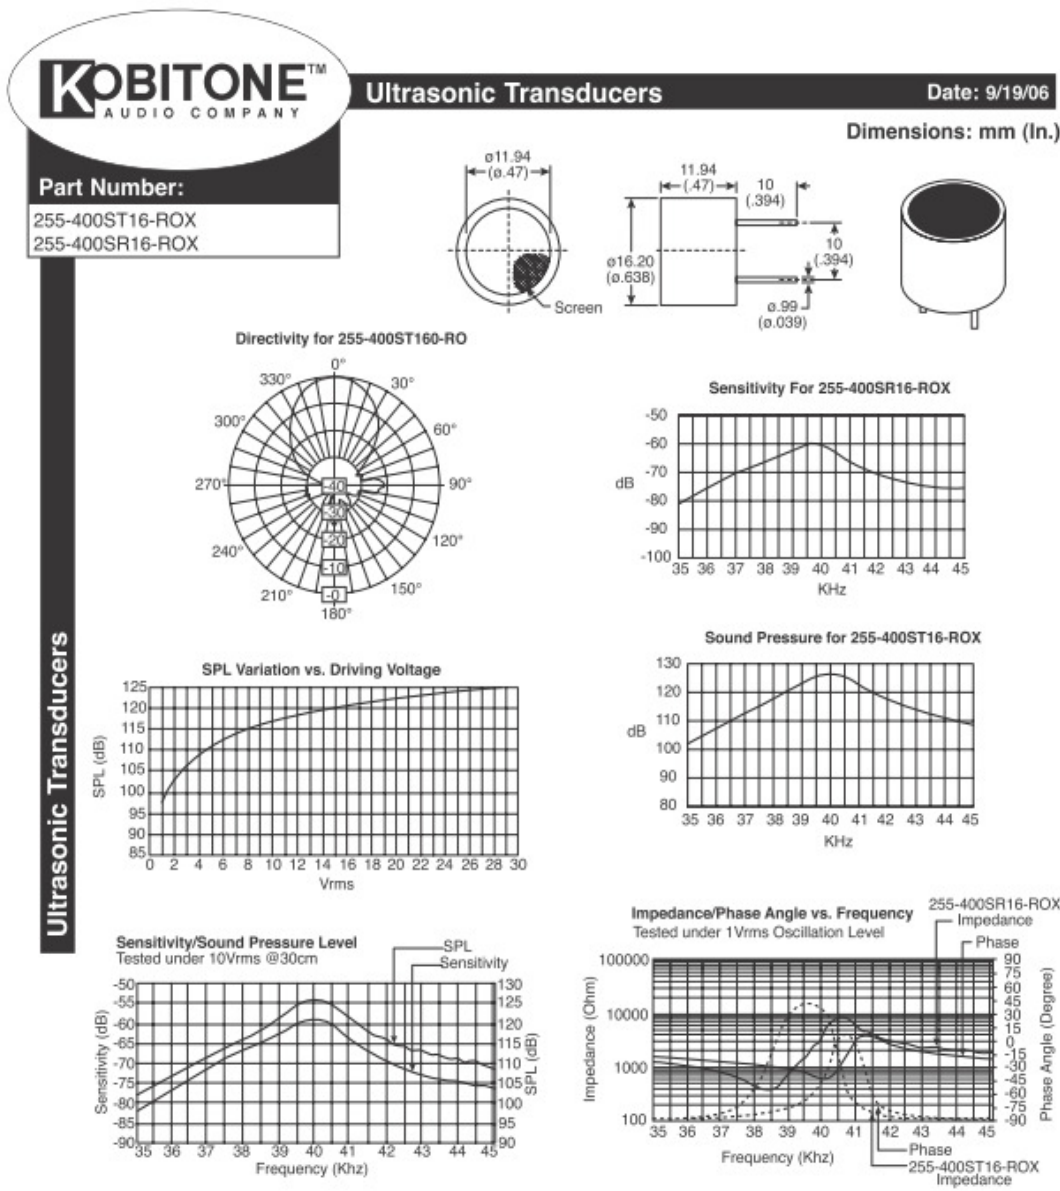 KOBITONE™
AUDIO COMPANY
Ultrasonic Transducers
Date: 9/19/06
Dimensions: mm (In.)
Part Number:
255-400ST16-ROX
255-400SR16-ROX
ø11.94
(ø.47)
11.94
(.47)
10
(.394)
10
(.394)
ø16.20
(ø.638)
ø.99
(ø.039)
Screen
Ultrasonic Transducers
Directivity for 255-400ST160-RO
0°
330° 30°
300° 60°
270° 90°
240° 120°
210° 150°
180°
-40
-30
-20
-10
-0
Sensitivity For 255-400SR16-ROX
-50
-60
-70
dB
-80
-90
-100
35 36 37 38 39 40 41 42 43 44 45
KHz
SPL Variation vs. Driving Voltage
125
120
115
110
105
100
95
90
85
SPL (dB)
0 2 4 6 8 10 12 14 16 18 20 22 24 26 28 30
Vrms
Sound Pressure for 255-400ST16-ROX
130
120
110
dB
100
90
80
35 36 37 38 39 40 41 42 43 44 45
KHz
Sensitivity/Sound Pressure Level
Tested under 10Vrms @30cm
SPL
Sensitivity
-50
-55
-60
-65
-70
-75
-80
-85
-90
Sensitivity (dB)
130
125
120
115
110
105
100
95
90
SPL (dB)
35 36 37 38 39 40 41 42 43 44 45
Frequency (Khz)
Impedance/Phase Angle vs. Frequency
Tested under 1Vrms Oscillation Level
255-400SR16-ROX
Impedance
Phase
100000
10000
1000
100
Impedance (Ohm)
90
75
60
45
30
15
0
-15
-30
-45
-60
-75
-90
Phase Angle (Degree)
35 36 37 38 39 40 41 42 43 44 45
Frequency (Khz)
Phase
255-400ST16-ROX
Impedance